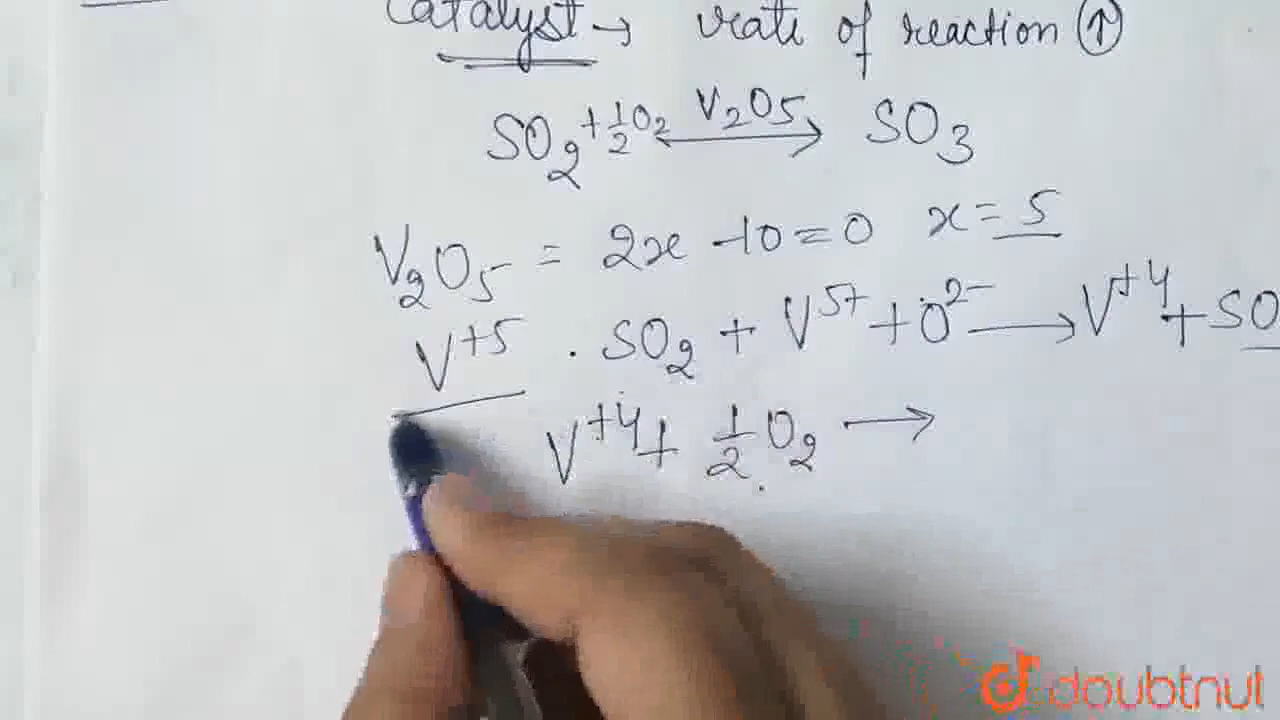 Catalyst → rate of reaction (↑)
SO2 + 1/2 O2 ⟷ V2O5 SO3
V2O5 = 2x - 10 = 0 x = 5
V+5 . SO2 + V5+ + O2- → V+4 + SO
V+4 + 1/2 O2 →
doubtnut